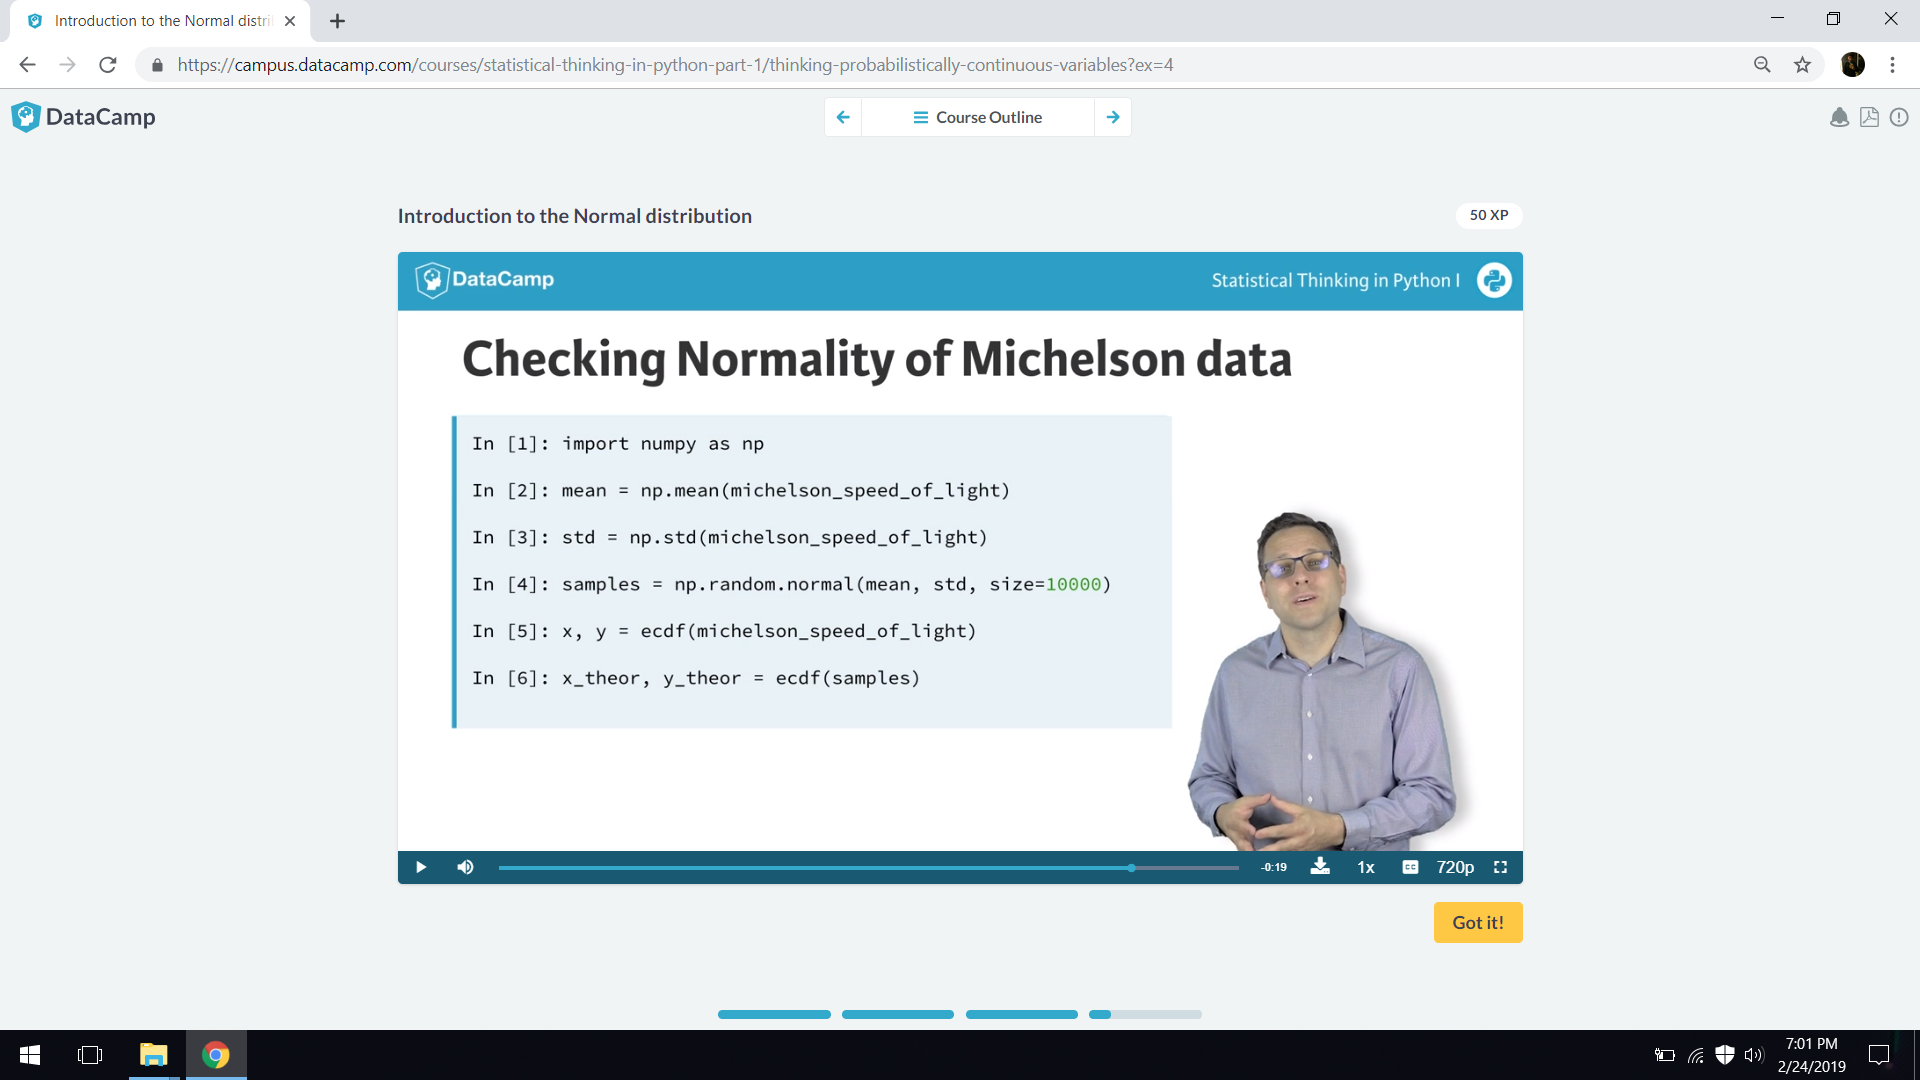 Introduction to the Normal distri
https://campus.datacamp.com/courses/statistical-thinking-in-python-part-1/thinking-probabilistically-continuous-variables?ex=4
DataCamp
Course Outline
Introduction to the Normal distribution
50 XP
DataCamp
Statistical Thinking in Python I
Checking Normality of Michelson data
In [1]: import numpy as np
In [2]: mean = np.mean(michelson_speed_of_light)
In [3]: std = np.std(michelson_speed_of_light)
In [4]: samples = np.random.normal(mean, std, size=10000)
In [5]: x, y = ecdf(michelson_speed_of_light)
In [6]: x_theor, y_theor = ecdf(samples)
-0:19
1x
CC
720p
Got it!
7:01 PM
2/24/2019